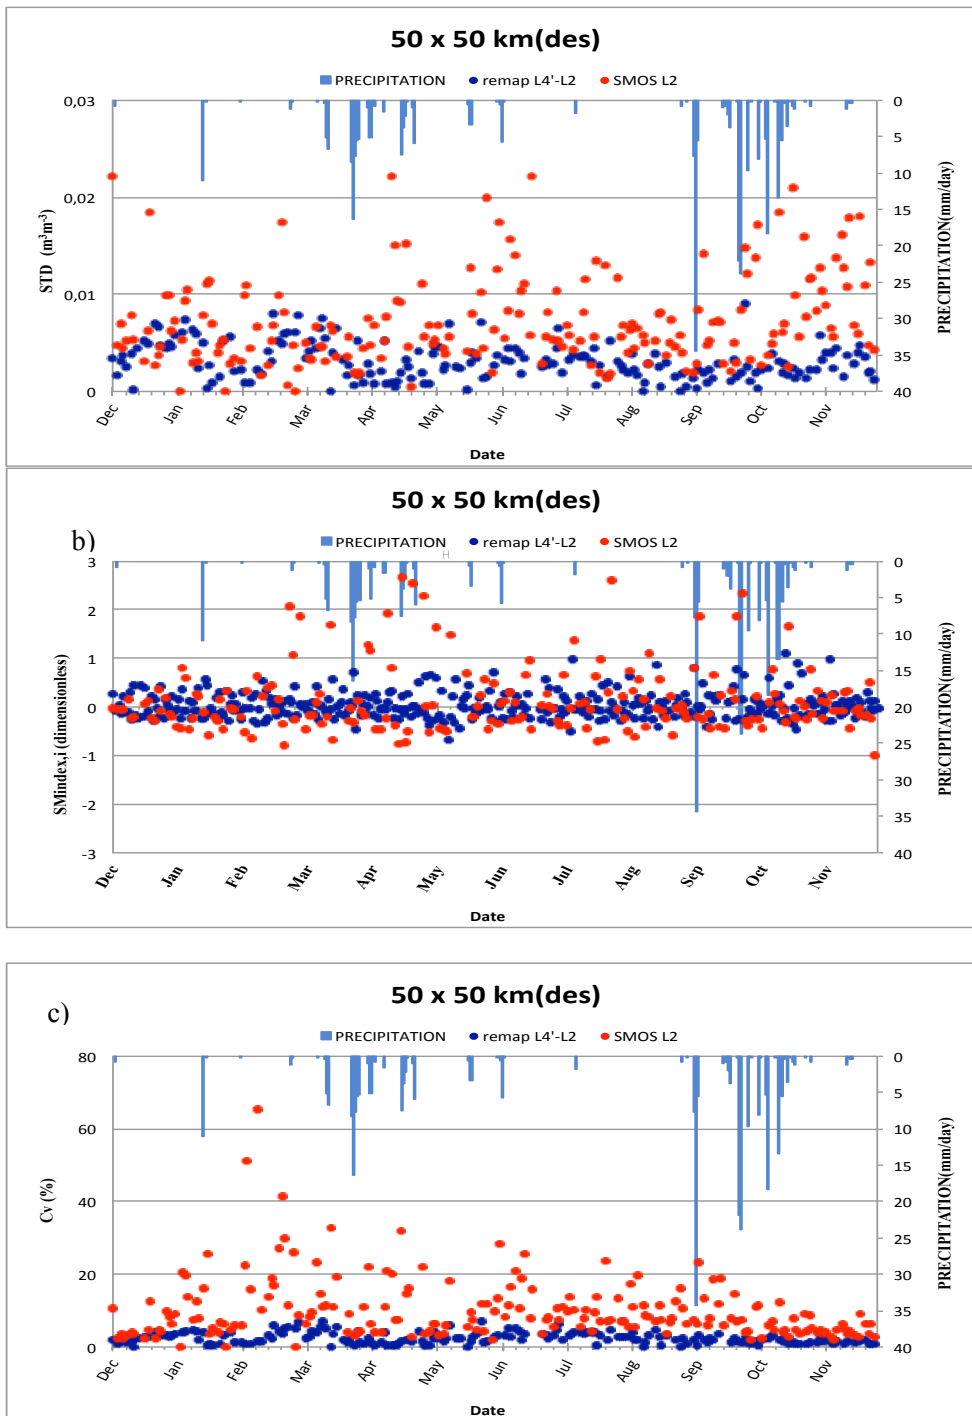 50 x 50 km(des)
PRECIPITATION remap L4'-L2 SMOS L2
0,03 0
5
0,02 10
15
20
0,01 25
30
35
0 40
STD (m³m-³)
PRECIPITATION(mm/day)
Dec Jan Feb Mar Apr May Jun Jul Aug Sep Oct Nov
Date
50 x 50 km(des)
b)
PRECIPITATION remap L4'-L2 SMOS L2
3 0
2 5
1 10
15
0 20
-1 25
30
-2 35
-3 40
SMindex,i (dimensionless)
PRECIPITATION(mm/day)
Dec Jan Feb Mar Apr May Jun Jul Aug Sep Oct Nov
Date
50 x 50 km(des)
c)
PRECIPITATION remap L4'-L2 SMOS L2
80 0
5
60 10
15
40 20
25
20 30
35
0 40
Cv (%)
PRECIPITATION(mm/day)
Dec Jan Feb Mar Apr May Jun Jul Aug Sep Oct Nov
Date